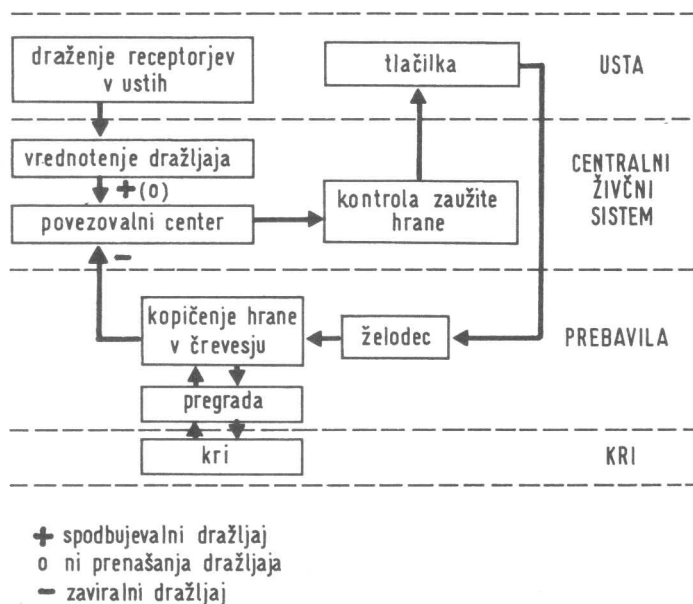 draženje receptorjev
v ustih
tlačilka
USTA
vrednotenje dražljaja
+(o)
povezovalni center
kontrola zaužite
hrane
CENTRALNI
ŽIVČNI
SISTEM
-
kopičenje hrane
v črevesju
želodec
PREBAVILA
pregrada
kri
KRI
+ spodbujevalni dražljaj
o ni prenašanja dražljaja
- zaviralni dražljaj